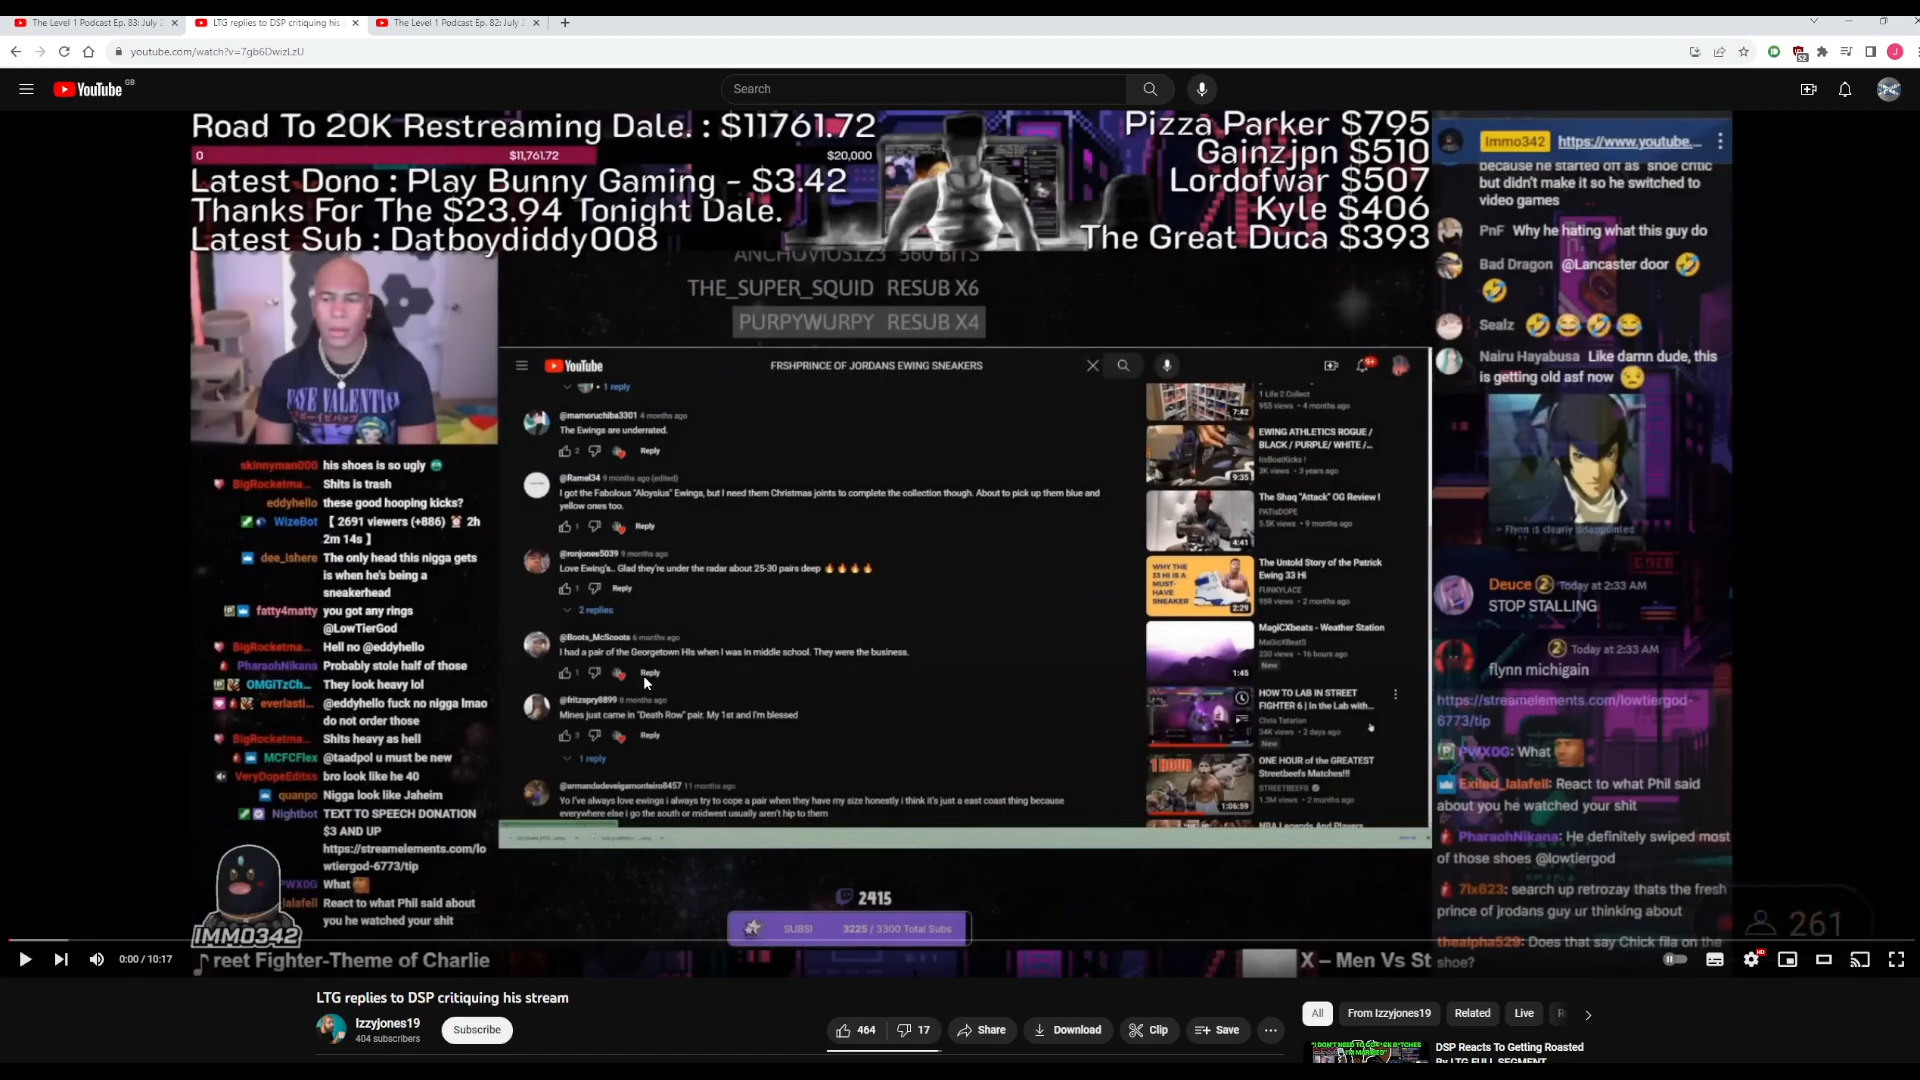 The Level 1 Podcast Ep. 83: July 2
LTG replies to DSP critiquing his
The Level 1 Podcast Ep. 82: July 2
youtube.com/watch?v=7gb6DwizLzU
52
J
YouTube GB
Search
Road To 20K Restreaming Dale. : $11761.72
0 $11,761.72 $20,000
Latest Dono : Play Bunny Gaming - $3.42
Thanks For The $23.94 Tonight Dale.
Latest Sub : Datboydiddy008
Pizza Parker $795
Gainzjpn $510
Lordofwar $507
Kyle $406
The Great Duca $393
ANCHOVIOS123 560 BITS
THE_SUPER_SQUID RESUB X6
PURPYWURPY RESUB X4
skinnyman000 his shoes is so ugly
BigRocketma... Shits is trash
eddyhello these good hooping kicks?
WizeBot 【 2691 viewers (+886) ⏰ 2h
2m 14s 】
dee_ishere The only head this nigga gets
is when he's being a
sneakerhead
fatty4matty you got any rings
@LowTierGod
BigRocketma... Hell no @eddyhello
PharaohNikana Probably stole half of those
OMGiTzCh... They look heavy lol
everlasti... @eddyhello fuck no nigga lmao
do not order those
BigRocketma... Shits heavy as hell
MCFCFlex @taadpol u must be new
VeryDopeEditss bro look like he 40
quanpo Nigga look like Jaheim
Nightbot TEXT TO SPEECH DONATION
$3 AND UP
https://streamelements.com/lo
wtiergod-6773/tip
PWX0G What
lalafell React to what Phil said about
you he watched your shit
IMMO342
YouTube
FRSHPRINCE OF JORDANS EWING SNEAKERS
9+
1 reply
@mamoruchiba3301 4 months ago
The Ewings are underrated.
2 Reply
@Ramel34 9 months ago (edited)
I got the Fabolous "Aloysius" Ewings, but I need them Christmas joints to complete the collection though. About to pick up them blue and
yellow ones too.
1 Reply
@ronjones5039 9 months ago
Love Ewing's.. Glad they're under the radar about 25-30 pairs deep 🔥🔥🔥🔥
1 Reply
2 replies
@Boots_McScoots 6 months ago
I had a pair of the Georgetown HIs when I was in middle school. They were the business.
1 Reply
@fritzspry8899 8 months ago
Mines just came in "Death Row" pair. My 1st and I'm blessed
3 Reply
1 reply
@armandadeveigamonteiro8457 11 months ago
Yo I've always love ewings i always try to cope a pair when they have my size honestly i think it's just a east coast thing because
everywhere else i go the south or midwest usually aren't hip to them
7:42
1 Life 2 Collect
955 views • 4 months ago
9:35
EWING ATHLETICS ROGUE /
BLACK / PURPLE/ WHITE /...
ItsBoatKicks !
3K views • 3 years ago
4:41
The Shaq "Attack" OG Review !
PATisDOPE
5.5K views • 9 months ago
WHY THE
33 HI IS A
MUST-
HAVE
SNEAKER
2:29
The Untold Story of the Patrick
Ewing 33 Hi
FUNKYLACE
959 views • 2 months ago
1:45
MagiCXbeats - Weather Station
MaGiCXBeatS
230 views • 16 hours ago
New
HOW TO LAB IN STREET
FIGHTER 6 | In the Lab with...
Chris Tatarian
34K views • 2 days ago
New
1 HOUR
1:06:59
ONE HOUR of the GREATEST
Streetbeefs Matches!!!
STREETBEEFS
1.3M views • 2 months ago
NBA Legends And Players
2415
SUBS! 3225 / 3300 Total Subs
Immo342 https://www.youtube....
because he started off as shoe critic
but didn't make it so he switched to
video games
PnF Why he hating what this guy do
Bad Dragon @Lancaster door 🤣
🤣
Sealz 🤣😂🤣😂
Nairu Hayabusa Like damn dude, this
is getting old asf now 😒
> Flynn is clearly disappointed.
Deuce ② Today at 2:33 AM
STOP STALLING
② Today at 2:33 AM
flynn michigain
https://streamelements.com/lowtiergod-
6773/tip
PWX0G: What
Exiled_lalafell: React to what Phil said
about you he watched your shit
PharaohNikana: He definitely swiped most
of those shoes @lowtiergod
7lx623: search up retrozay thats the fresh
prince of jrodans guy ur thinking about
261
thealpha529: Does that say Chick fila on the
shoe?
0:00 / 10:17
♪ reet Fighter-Theme of Charlie
X – Men Vs St
HD
LTG replies to DSP critiquing his stream
Izzyjones19
404 subscribers
Subscribe
464
17
Share
Download
Clip
Save
All
From Izzyjones19
Related
Live
DSP Reacts To Getting Roasted
By LTG FULL SEGMENT